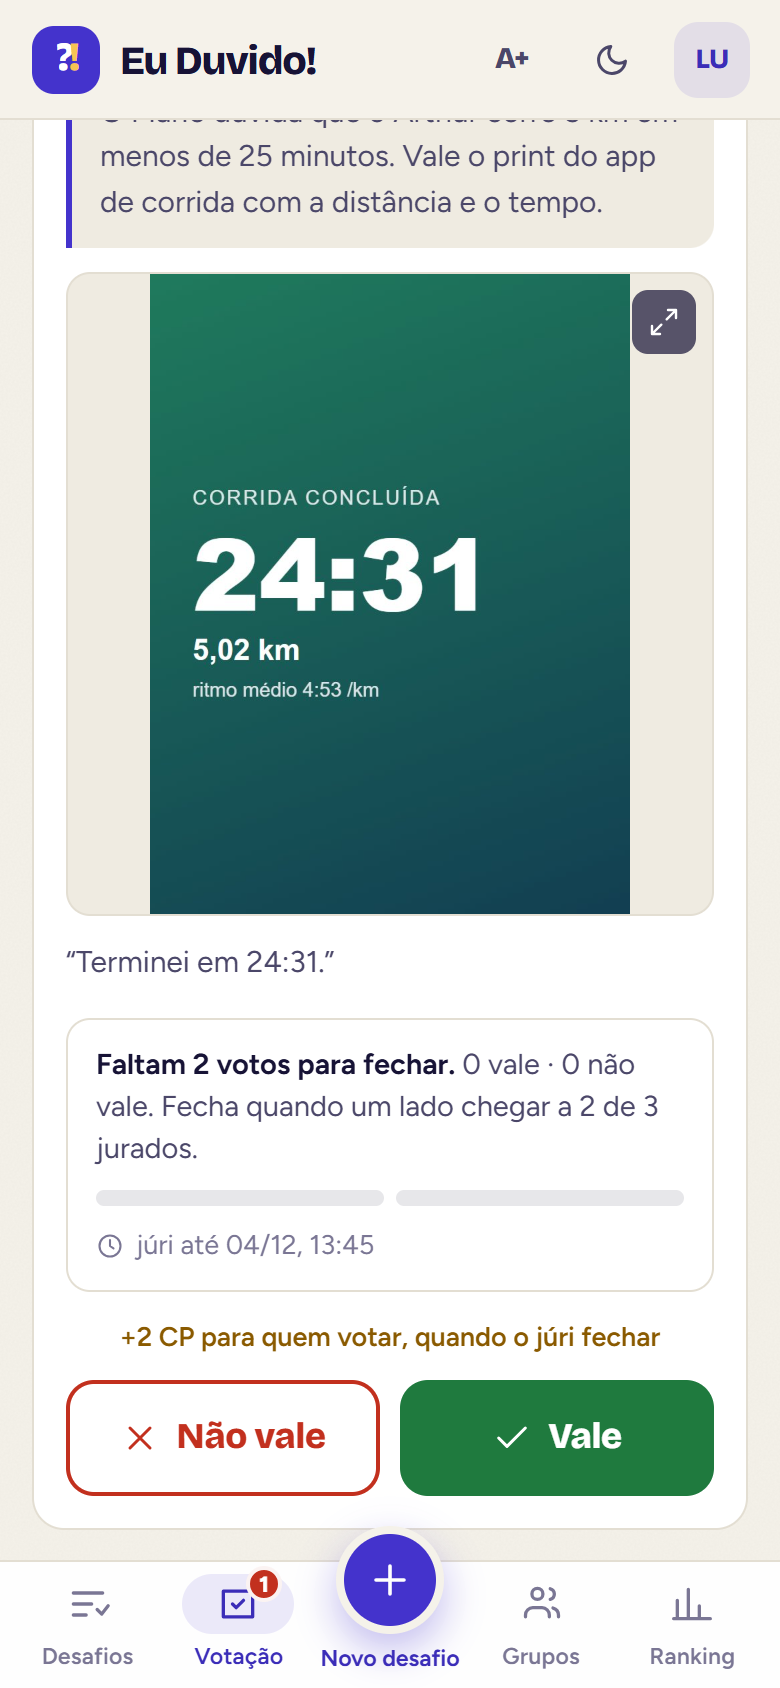 ?!
Eu Duvido!
A+
LU
menos de 25 minutos. Vale o print do app
de corrida com a distância e o tempo.
CORRIDA CONCLUÍDA
24:31
5,02 km
ritmo médio 4:53 /km
“Terminei em 24:31.”
Faltam 2 votos para fechar. 0 vale · 0 não
vale. Fecha quando um lado chegar a 2 de 3
jurados.
júri até 04/12, 13:45
+2 CP para quem votar, quando o júri fechar
Não vale
Vale
1
Desafios
Votação
Novo desafio
Grupos
Ranking